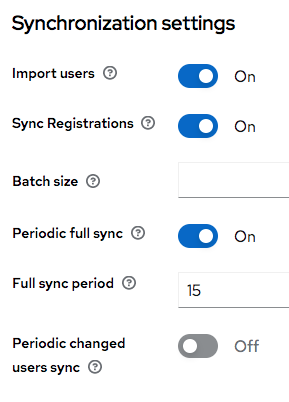 Synchronization settings
Import users
On
Sync Registrations
On
Batch size
Periodic full sync
On
Full sync period
15
Periodic changed
users sync
Off